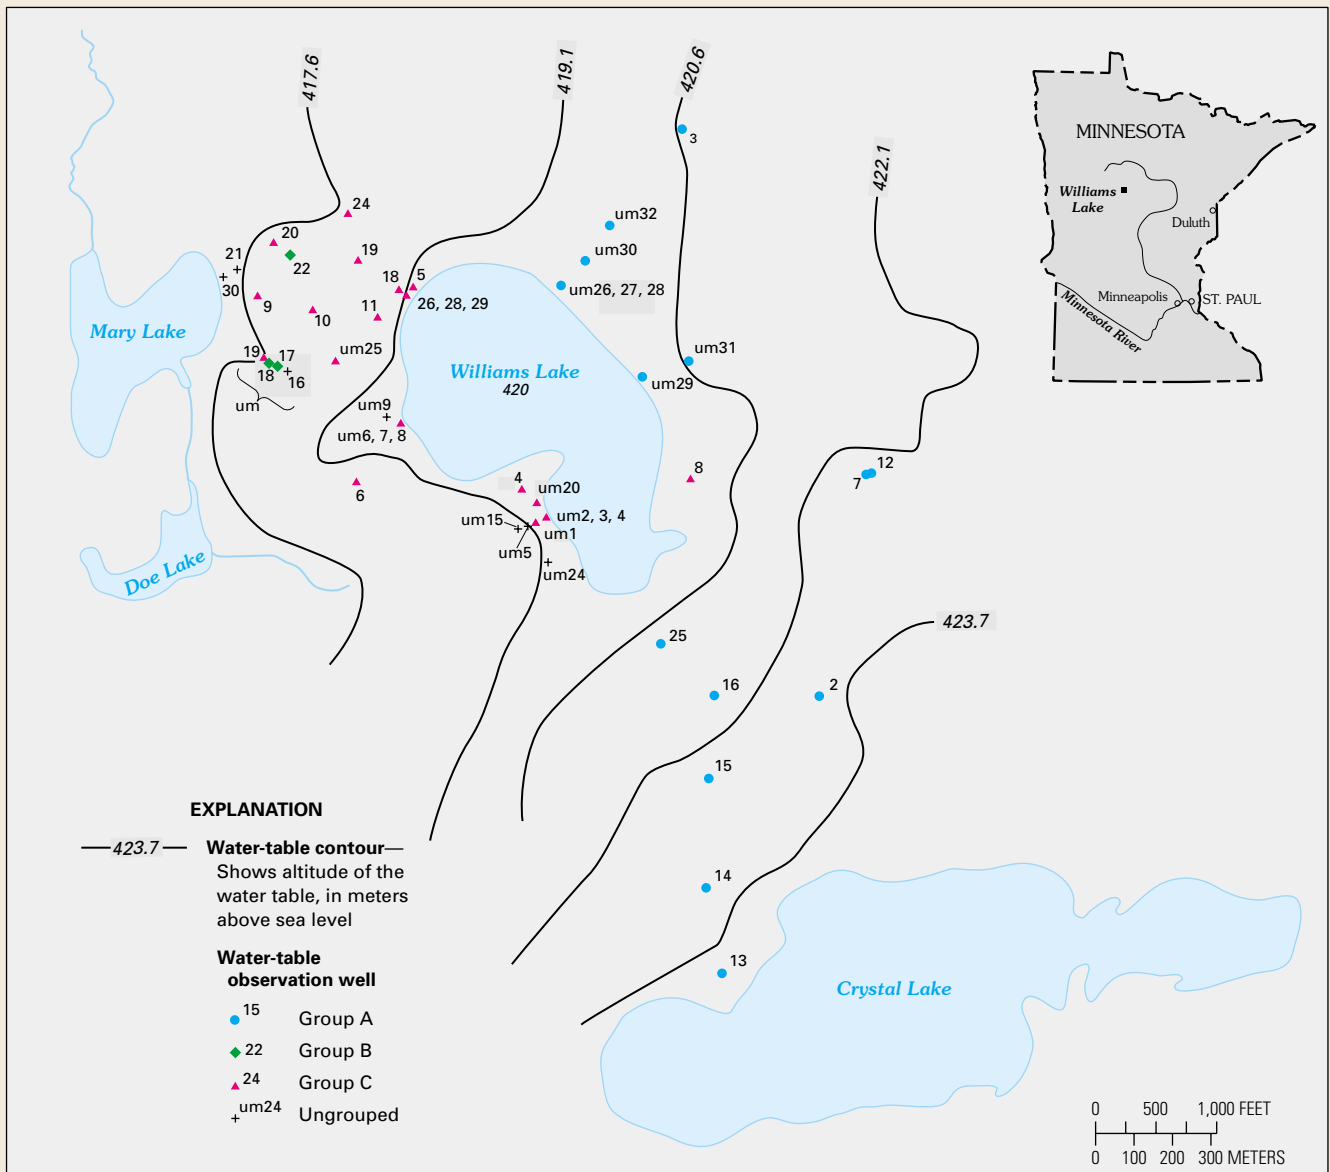 417.6
419.1
420.6
422.1
3
MINNESOTA
Williams
Lake
Duluth
Minneapolis
ST. PAUL
Minnesota River
24
20
22
21
30
19
um32
um30
um26, 27, 28
18
5
26, 28, 29
9
10
11
Mary Lake
19
17
18
16
um
um25
Williams Lake
420
um31
um29
um9
um6, 7, 8
6
4
um20
um2, 3, 4
um1
um15
um5
um24
8
12
7
Doe Lake
25
423.7
16
2
15
14
13
Crystal Lake
EXPLANATION
423.7
Water-table contour—
Shows altitude of the
water table, in meters
above sea level
Water-table
observation well
15 Group A
22 Group B
24 Group C
um24 Ungrouped
0 500 1,000 FEET
0 100 200 300 METERS